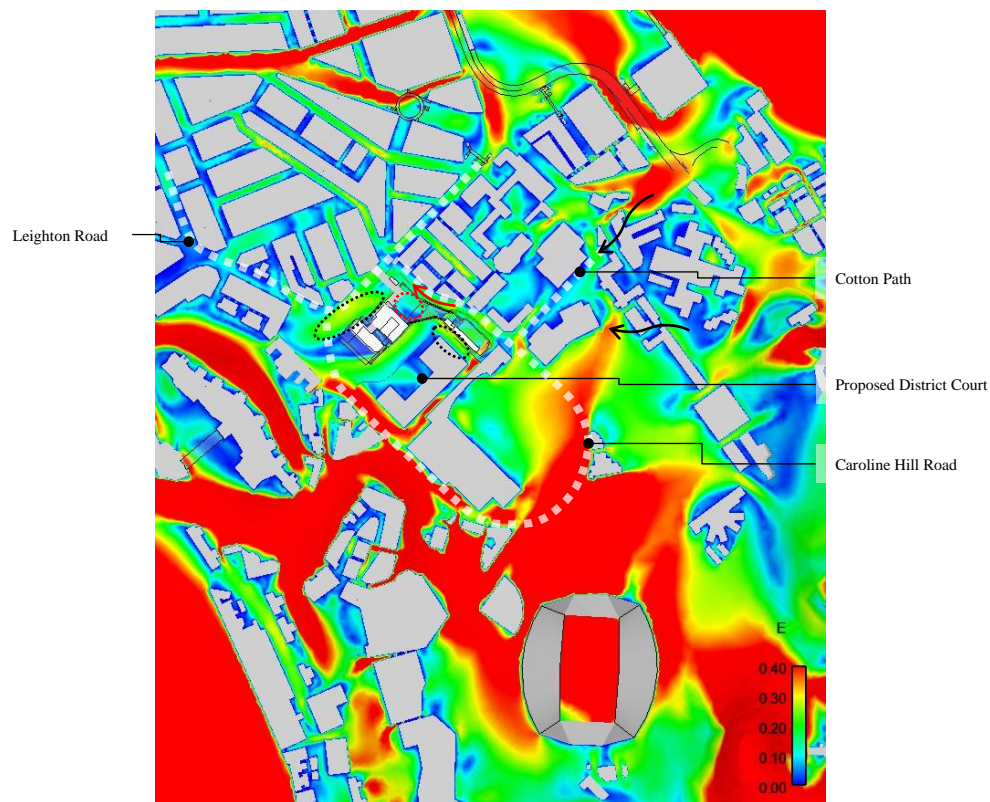 Leighton Road
Cotton Path
Proposed District Court
Caroline Hill Road
E
0.40
0.30
0.20
0.10
0.00